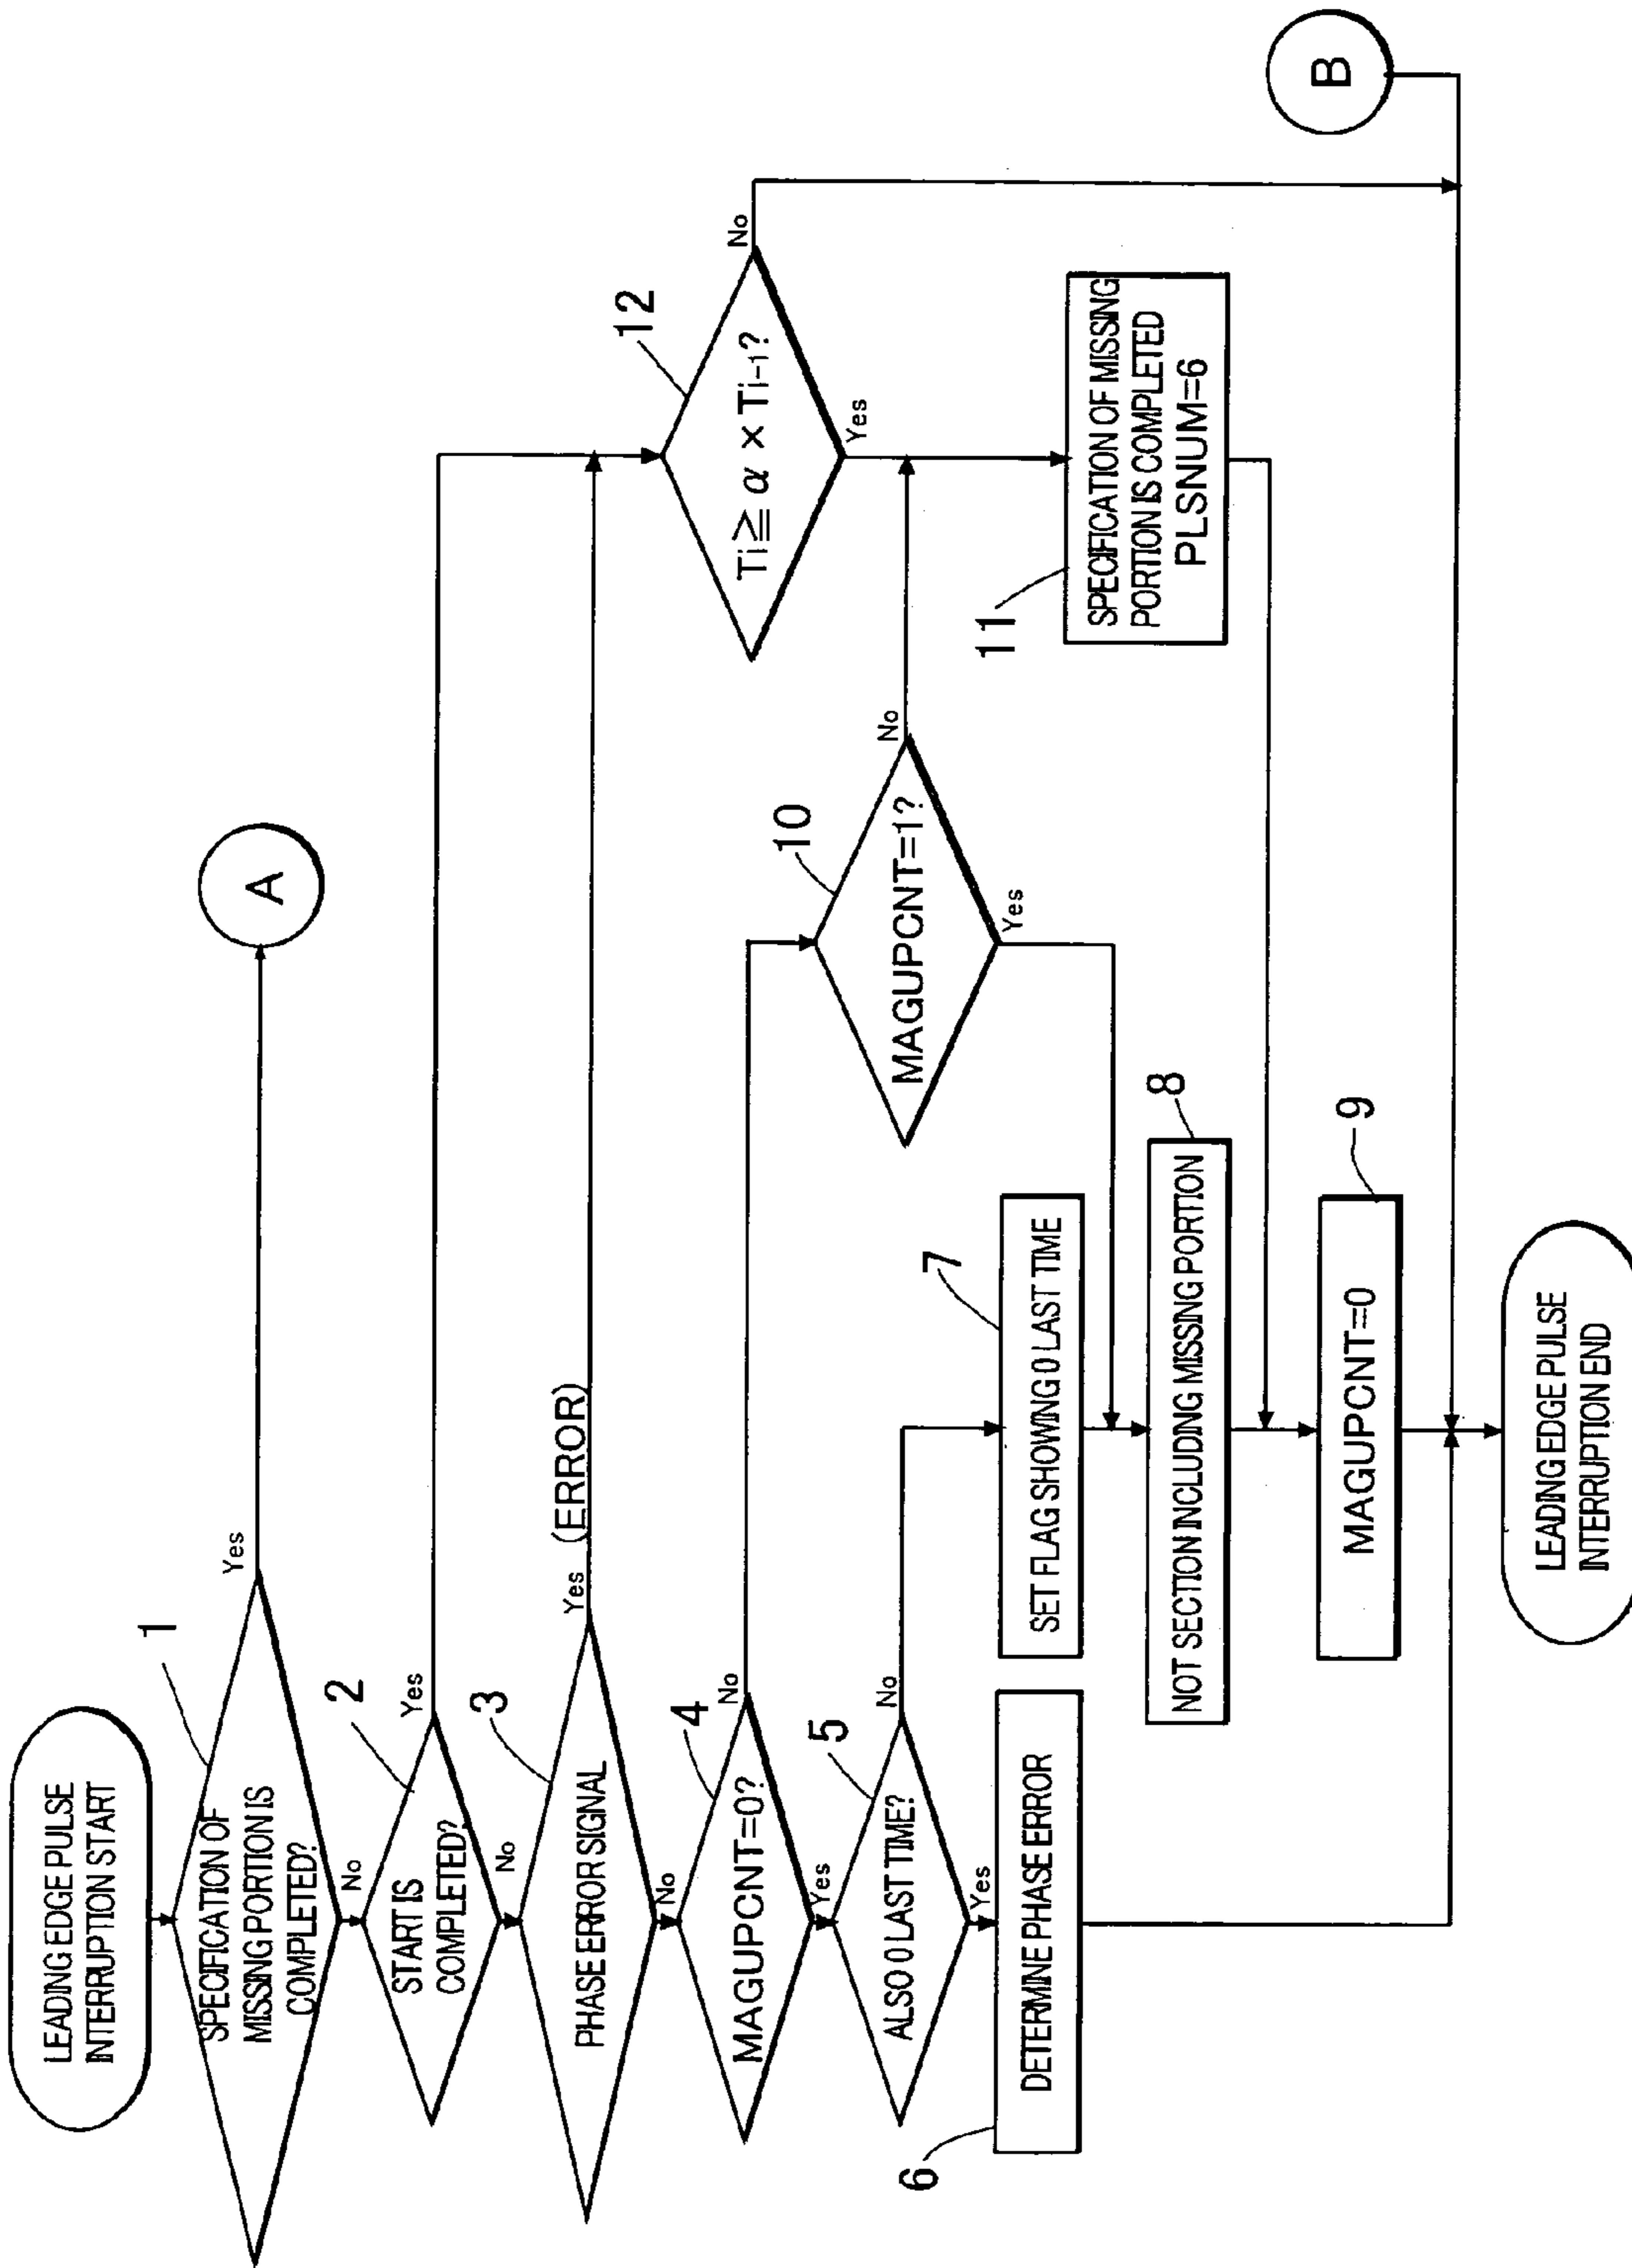 LEADING EDGE PULSE
INTERRUPTION START
1
SPECIFICATION OF
MISSING PORTION IS
COMPLETED?
Yes
A
No
2
START IS
COMPLETED?
Yes
No
3
PHASE ERROR SIGNAL
Yes
(ERROR)
No
4
MAGUPCNT=0?
No
Yes
5
ALSO 0 LAST TIME?
No
Yes
6
DETERMINE PHASE ERROR
7
SET FLAG SHOWING 0 LAST TIME
8
NOT SECTION INCLUDING MISSING PORTION
9
MAGUPCNT=0
10
MAGUPCNT=1?
No
Yes
12
Ti≧α×Ti-1?
No
Yes
11
SPECIFICATION OF MISSING
PORTION IS COMPLETED
PLSNUM=6
B
LEADING EDGE PULSE
INTERRUPTION END